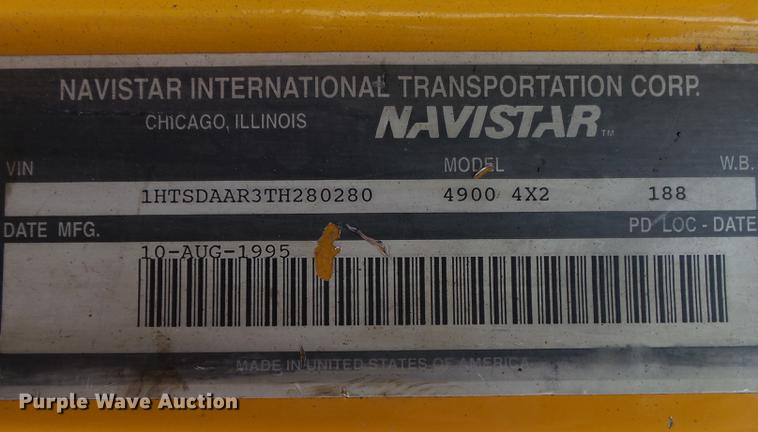 NAVISTAR INTERNATIONAL TRANSPORTATION CORP.
CHICAGO, ILLINOIS NAVISTAR™
VIN MODEL W.B.
1HTSDAAR3TH280280 4900 4X2 188
DATE MFG. PD LOC - DATE
10-AUG-1995
MADE IN UNITED STATES OF AMERICA
Purple Wave Auction